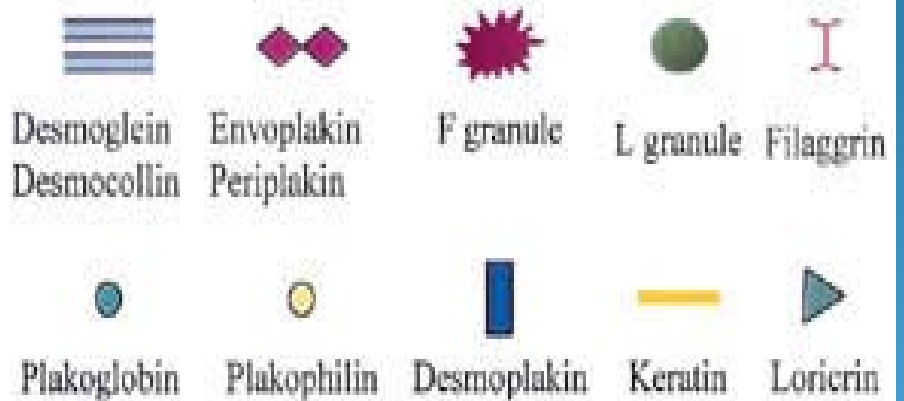 Desmoglein Envoplakin F granule L granule Filaggrin
Desmocollin Periplakin
Plakoglobin Plakophilin Desmoplakin Keratin Loricrin